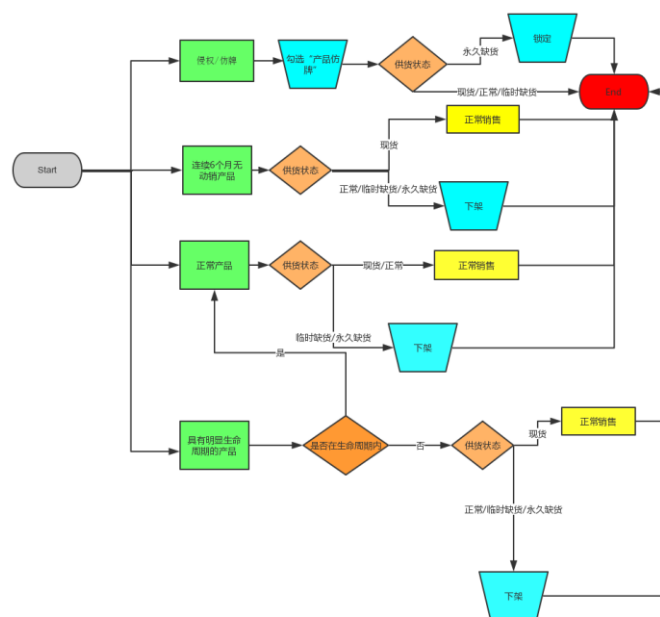 侵权/仿牌
勾选“产品仿
牌”
供货状态
永久缺货
锁定
现货/正常/临时缺货
End
Start
连续6个月无
动销产品
供货状态
现货
正常销售
正常/临时缺货/永久缺货
下架
正常产品
供货状态
现货/正常
正常销售
临时缺货/永久缺货
下架
是
具有明显生命
周期的产品
是否在生命周期内
否
供货状态
现货
正常销售
正常/临时缺货/永久缺货
下架